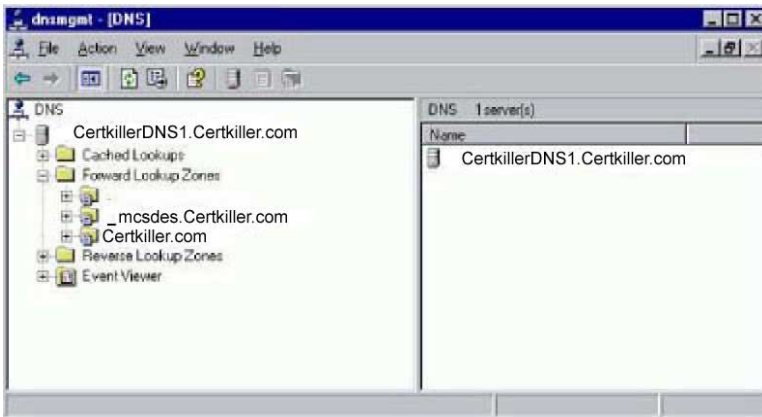 dnsmgmt - [DNS]
File Action View Window Help
DNS
CertkillerDNS1.Certkiller.com
Cached Lookups
Forward Lookup Zones
.
_mcsdes.Certkiller.com
Certkiller.com
Reverse Lookup Zones
Event Viewer
DNS 1 server(s)
Name
CertkillerDNS1.Certkiller.com